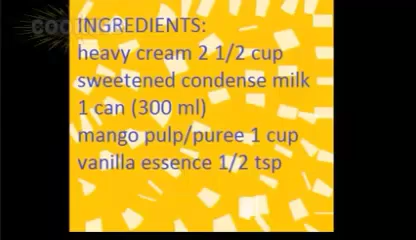 INGREDIENTS:
heavy cream 2 1/2 cup
sweetened condense milk
1 can (300 ml)
mango pulp/puree 1 cup
vanilla essence 1/2 tsp